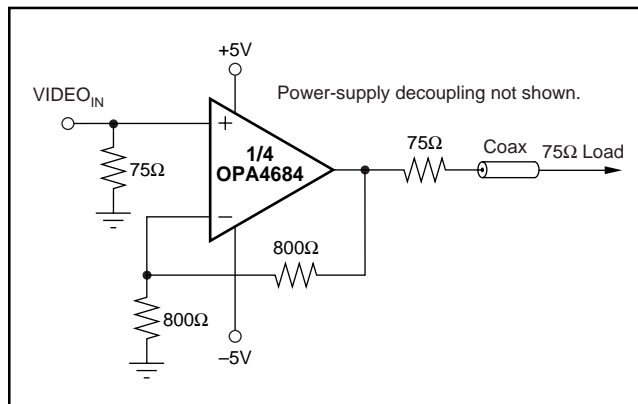 +5V
VIDEO_IN
Power-supply decoupling not shown.
+
1/4
OPA4684
75Ω
75Ω
Coax
75Ω Load
–
800Ω
800Ω
–5V